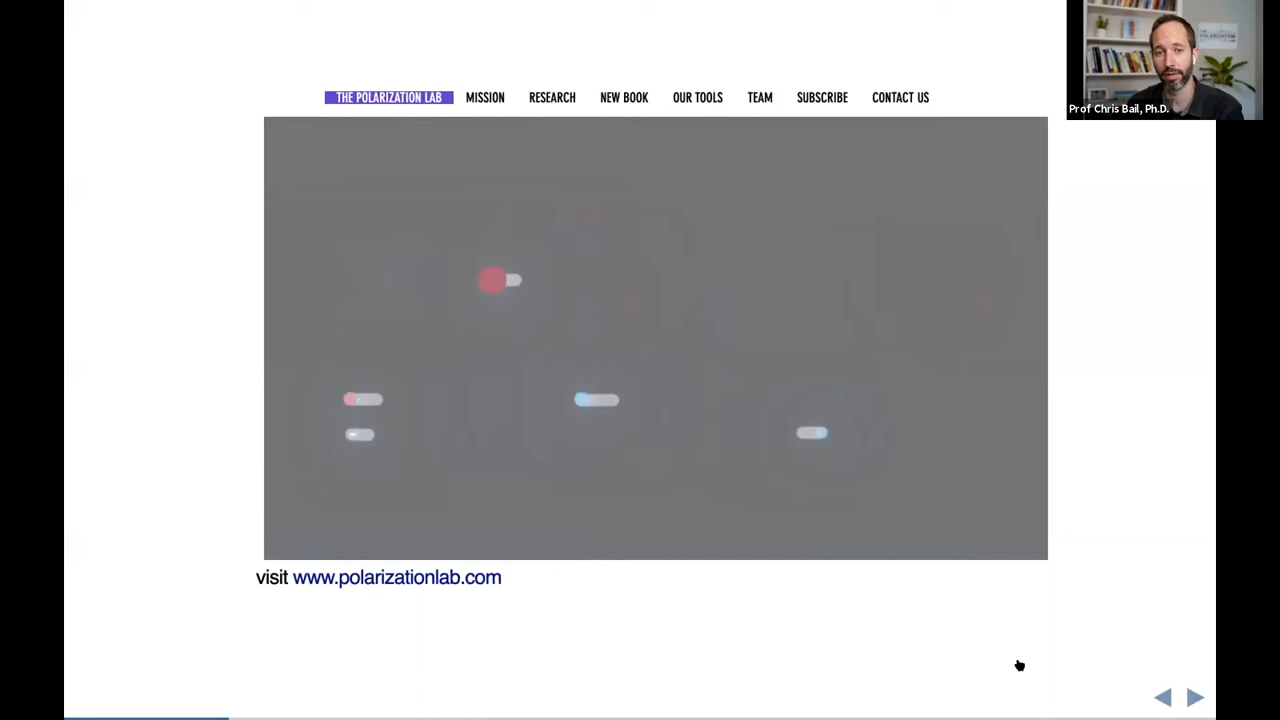 THE POLARIZATION LAB MISSION RESEARCH NEW BOOK OUR TOOLS TEAM SUBSCRIBE CONTACT US
Prof Chris Bail, Ph.D.
visit www.polarizationlab.com